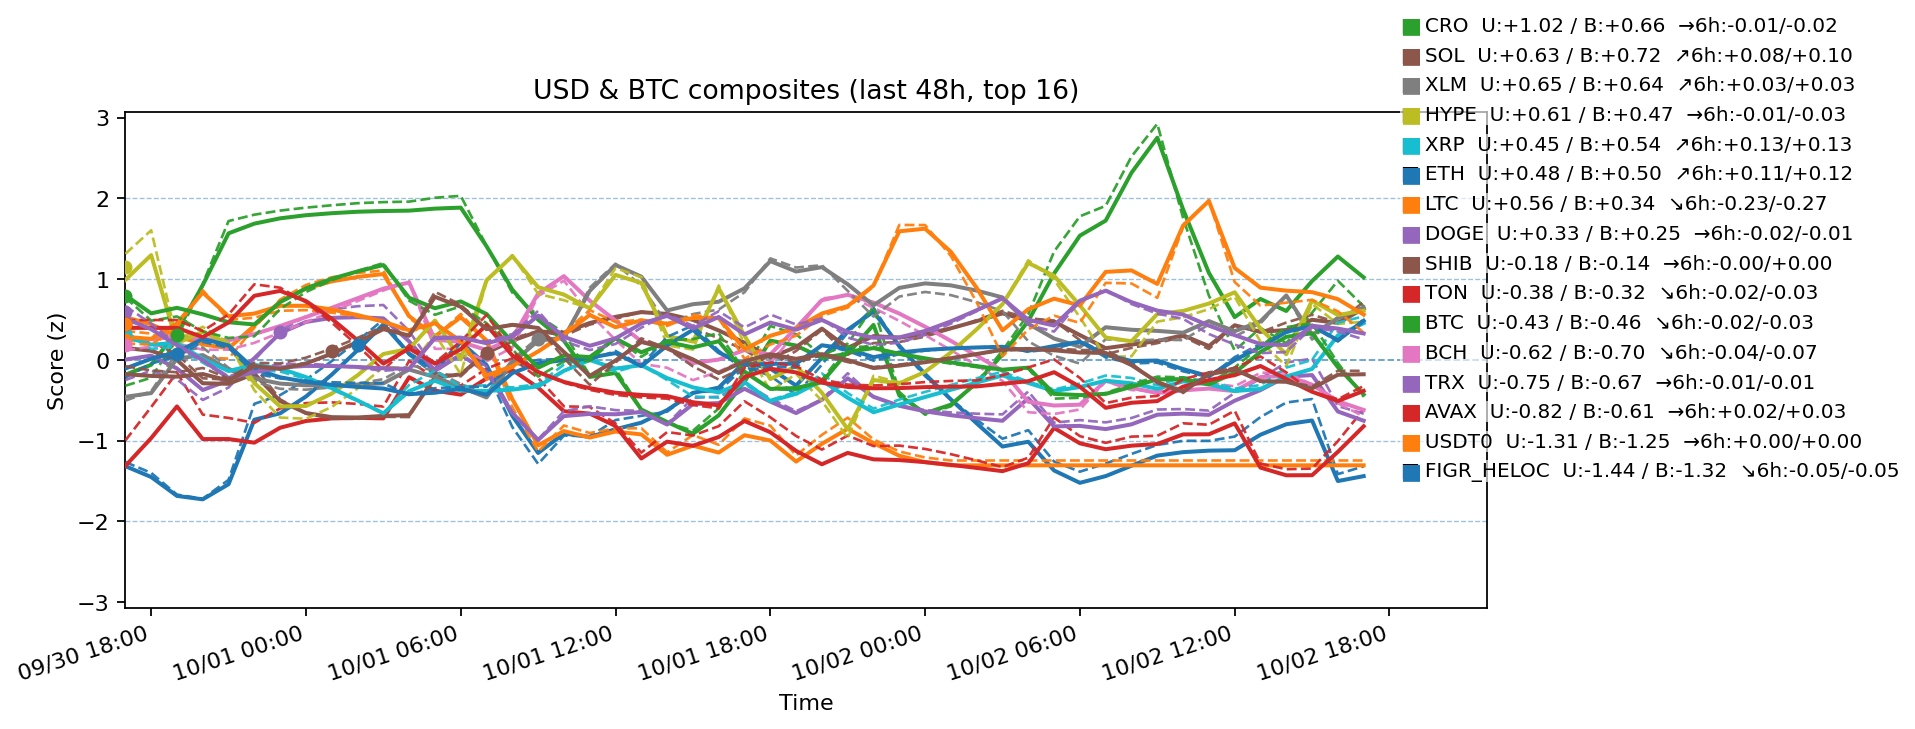 CRO  U:+1.02 / B:+0.66  →6h:-0.01/-0.02
SOL  U:+0.63 / B:+0.72  ↗6h:+0.08/+0.10
XLM  U:+0.65 / B:+0.64  ↗6h:+0.03/+0.03
HYPE  U:+0.61 / B:+0.47  →6h:-0.01/-0.03
XRP  U:+0.45 / B:+0.54  ↗6h:+0.13/+0.13
ETH  U:+0.48 / B:+0.50  ↗6h:+0.11/+0.12
LTC  U:+0.56 / B:+0.34  ↘6h:-0.23/-0.27
DOGE  U:+0.33 / B:+0.25  →6h:-0.02/-0.01
SHIB  U:-0.18 / B:-0.14  →6h:-0.00/+0.00
TON  U:-0.38 / B:-0.32  ↘6h:-0.02/-0.03
BTC  U:-0.43 / B:-0.46  ↘6h:-0.02/-0.03
BCH  U:-0.62 / B:-0.70  ↘6h:-0.04/-0.07
TRX  U:-0.75 / B:-0.67  →6h:-0.01/-0.01
AVAX  U:-0.82 / B:-0.61  →6h:+0.02/+0.03
USDT0  U:-1.31 / B:-1.25  →6h:+0.00/+0.00
FIGR_HELOC  U:-1.44 / B:-1.32  ↘6h:-0.05/-0.05
USD & BTC composites (last 48h, top 16)
3
2
1
0
−1
−2
−3
Score (z)
09/30 18:00
10/01 00:00
10/01 06:00
10/01 12:00
10/01 18:00
10/02 00:00
10/02 06:00
10/02 12:00
10/02 18:00
Time